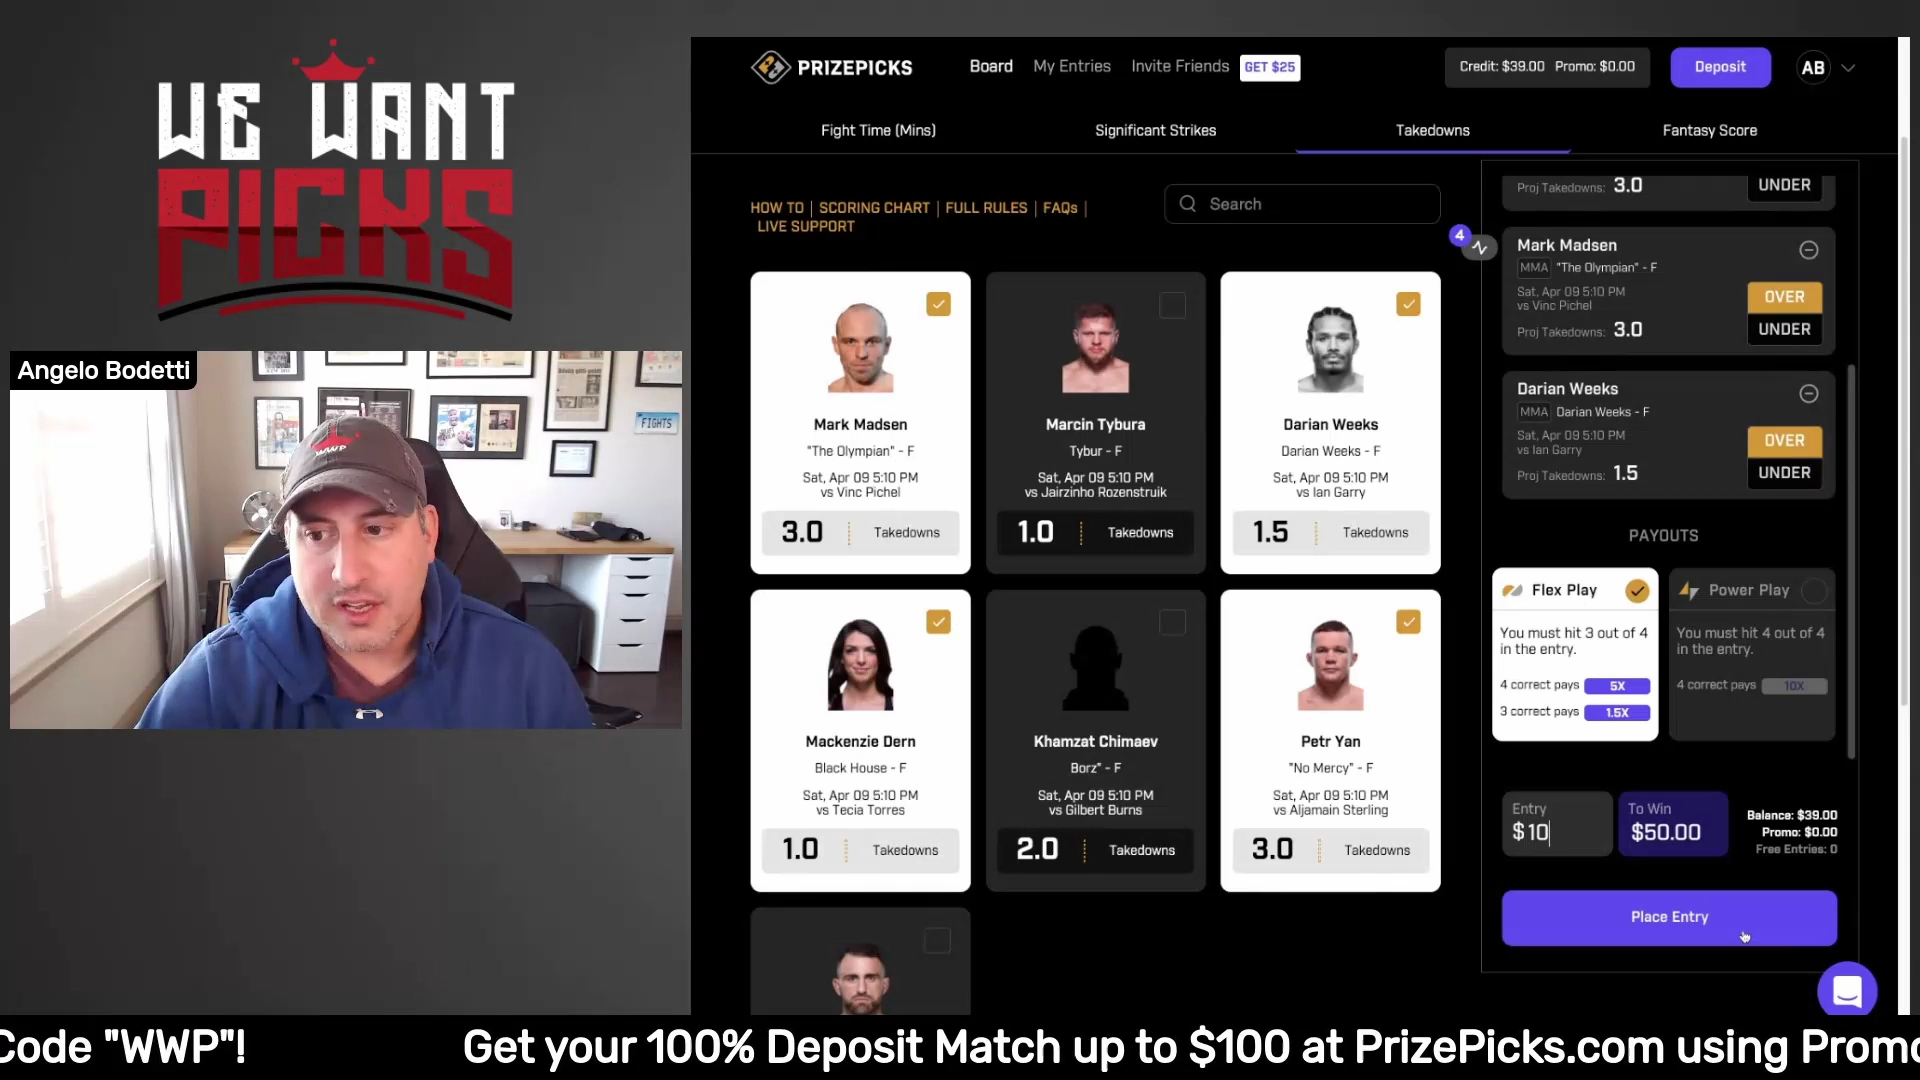 WE WANT
PICKS
Angelo Bodetti
FIGHTS
WWP
PRIZEPICKS
Board
My Entries
Invite Friends
GET $25
Credit: $39.00 Promo: $0.00
Deposit
AB
Fight Time (Mins)
Significant Strikes
Takedowns
Fantasy Score
HOW TO | SCORING CHART | FULL RULES | FAQs |
LIVE SUPPORT
Search
4
Mark Madsen
"The Olympian" - F
Sat, Apr 09 5:10 PM
vs Vinc Pichel
3.0 Takedowns
Marcin Tybura
Tybur - F
Sat, Apr 09 5:10 PM
vs Jairzinho Rozenstruik
1.0 Takedowns
Darian Weeks
Darian Weeks - F
Sat, Apr 09 5:10 PM
vs Ian Garry
1.5 Takedowns
Mackenzie Dern
Black House - F
Sat, Apr 09 5:10 PM
vs Tecia Torres
1.0 Takedowns
Khamzat Chimaev
Borz" - F
Sat, Apr 09 5:10 PM
vs Gilbert Burns
2.0 Takedowns
Petr Yan
"No Mercy" - F
Sat, Apr 09 5:10 PM
vs Aljamain Sterling
3.0 Takedowns
Proj Takedowns: 3.0
UNDER
Mark Madsen
MMA "The Olympian" - F
Sat, Apr 09 5:10 PM
vs Vinc Pichel
Proj Takedowns: 3.0
OVER
UNDER
Darian Weeks
MMA Darian Weeks - F
Sat, Apr 09 5:10 PM
vs Ian Garry
Proj Takedowns: 1.5
OVER
UNDER
PAYOUTS
Flex Play
You must hit 3 out of 4
in the entry.
4 correct pays 5X
3 correct pays 1.5X
Power Play
You must hit 4 out of 4
in the entry.
4 correct pays 10X
Entry
$10
To Win
$50.00
Balance: $39.00
Promo: $0.00
Free Entries: 0
Place Entry
Code "WWP"! Get your 100% Deposit Match up to $100 at PrizePicks.com using Promo